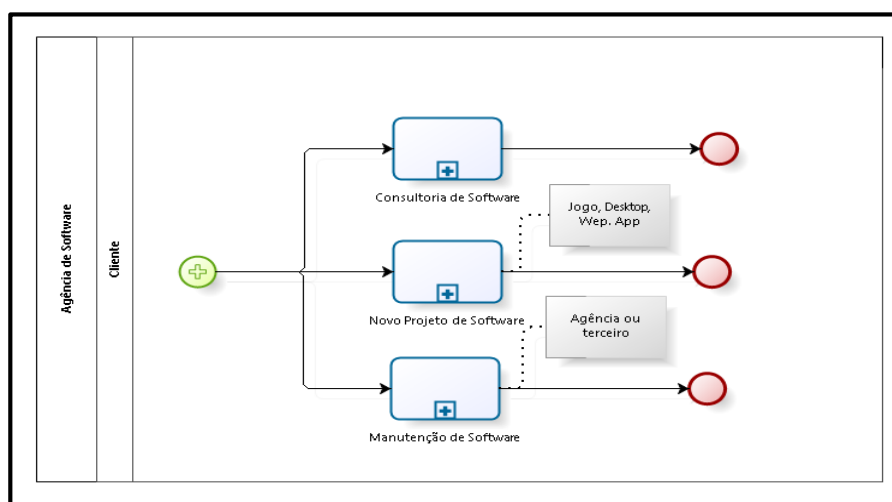 Agência de Software
Cliente
Consultoria de Software
Jogo, Desktop,
Wep. App
Novo Projeto de Software
Agência ou
terceiro
Manutenção de Software